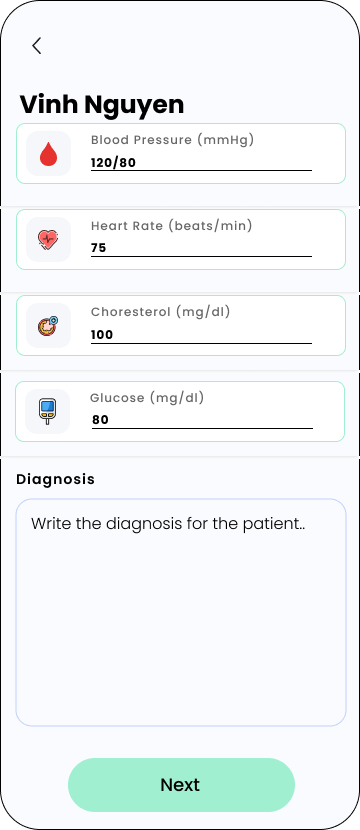 Vinh Nguyen
Blood Pressure (mmHg)
120/80
Heart Rate (beats/min)
75
Choresterol (mg/dl)
100
Glucose (mg/dl)
80
Diagnosis
Write the diagnosis for the patient..
Next